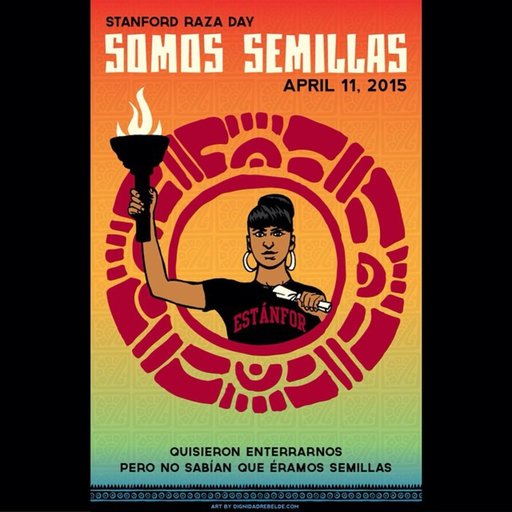 STANFORD RAZA DAY
SOMOS SEMILLAS
APRIL 11, 2015
ESTÁNFOR
QUISIERON ENTERRARNOS
PERO NO SABÍAN QUE ÉRAMOS SEMILLAS
ART BY DIGNIDADREBELDE.COM